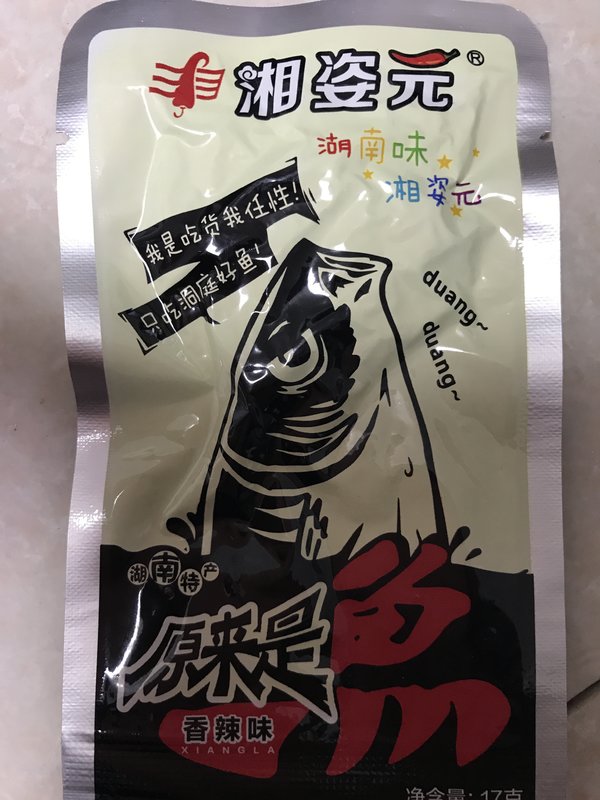 湘姿元®
湖南味
湘姿元
我是吃货我任性!
只吃洞庭好鱼!
duang~
duang~
湖南特产
原来是鱼
香辣味
XIANGLA
净含量: 17克